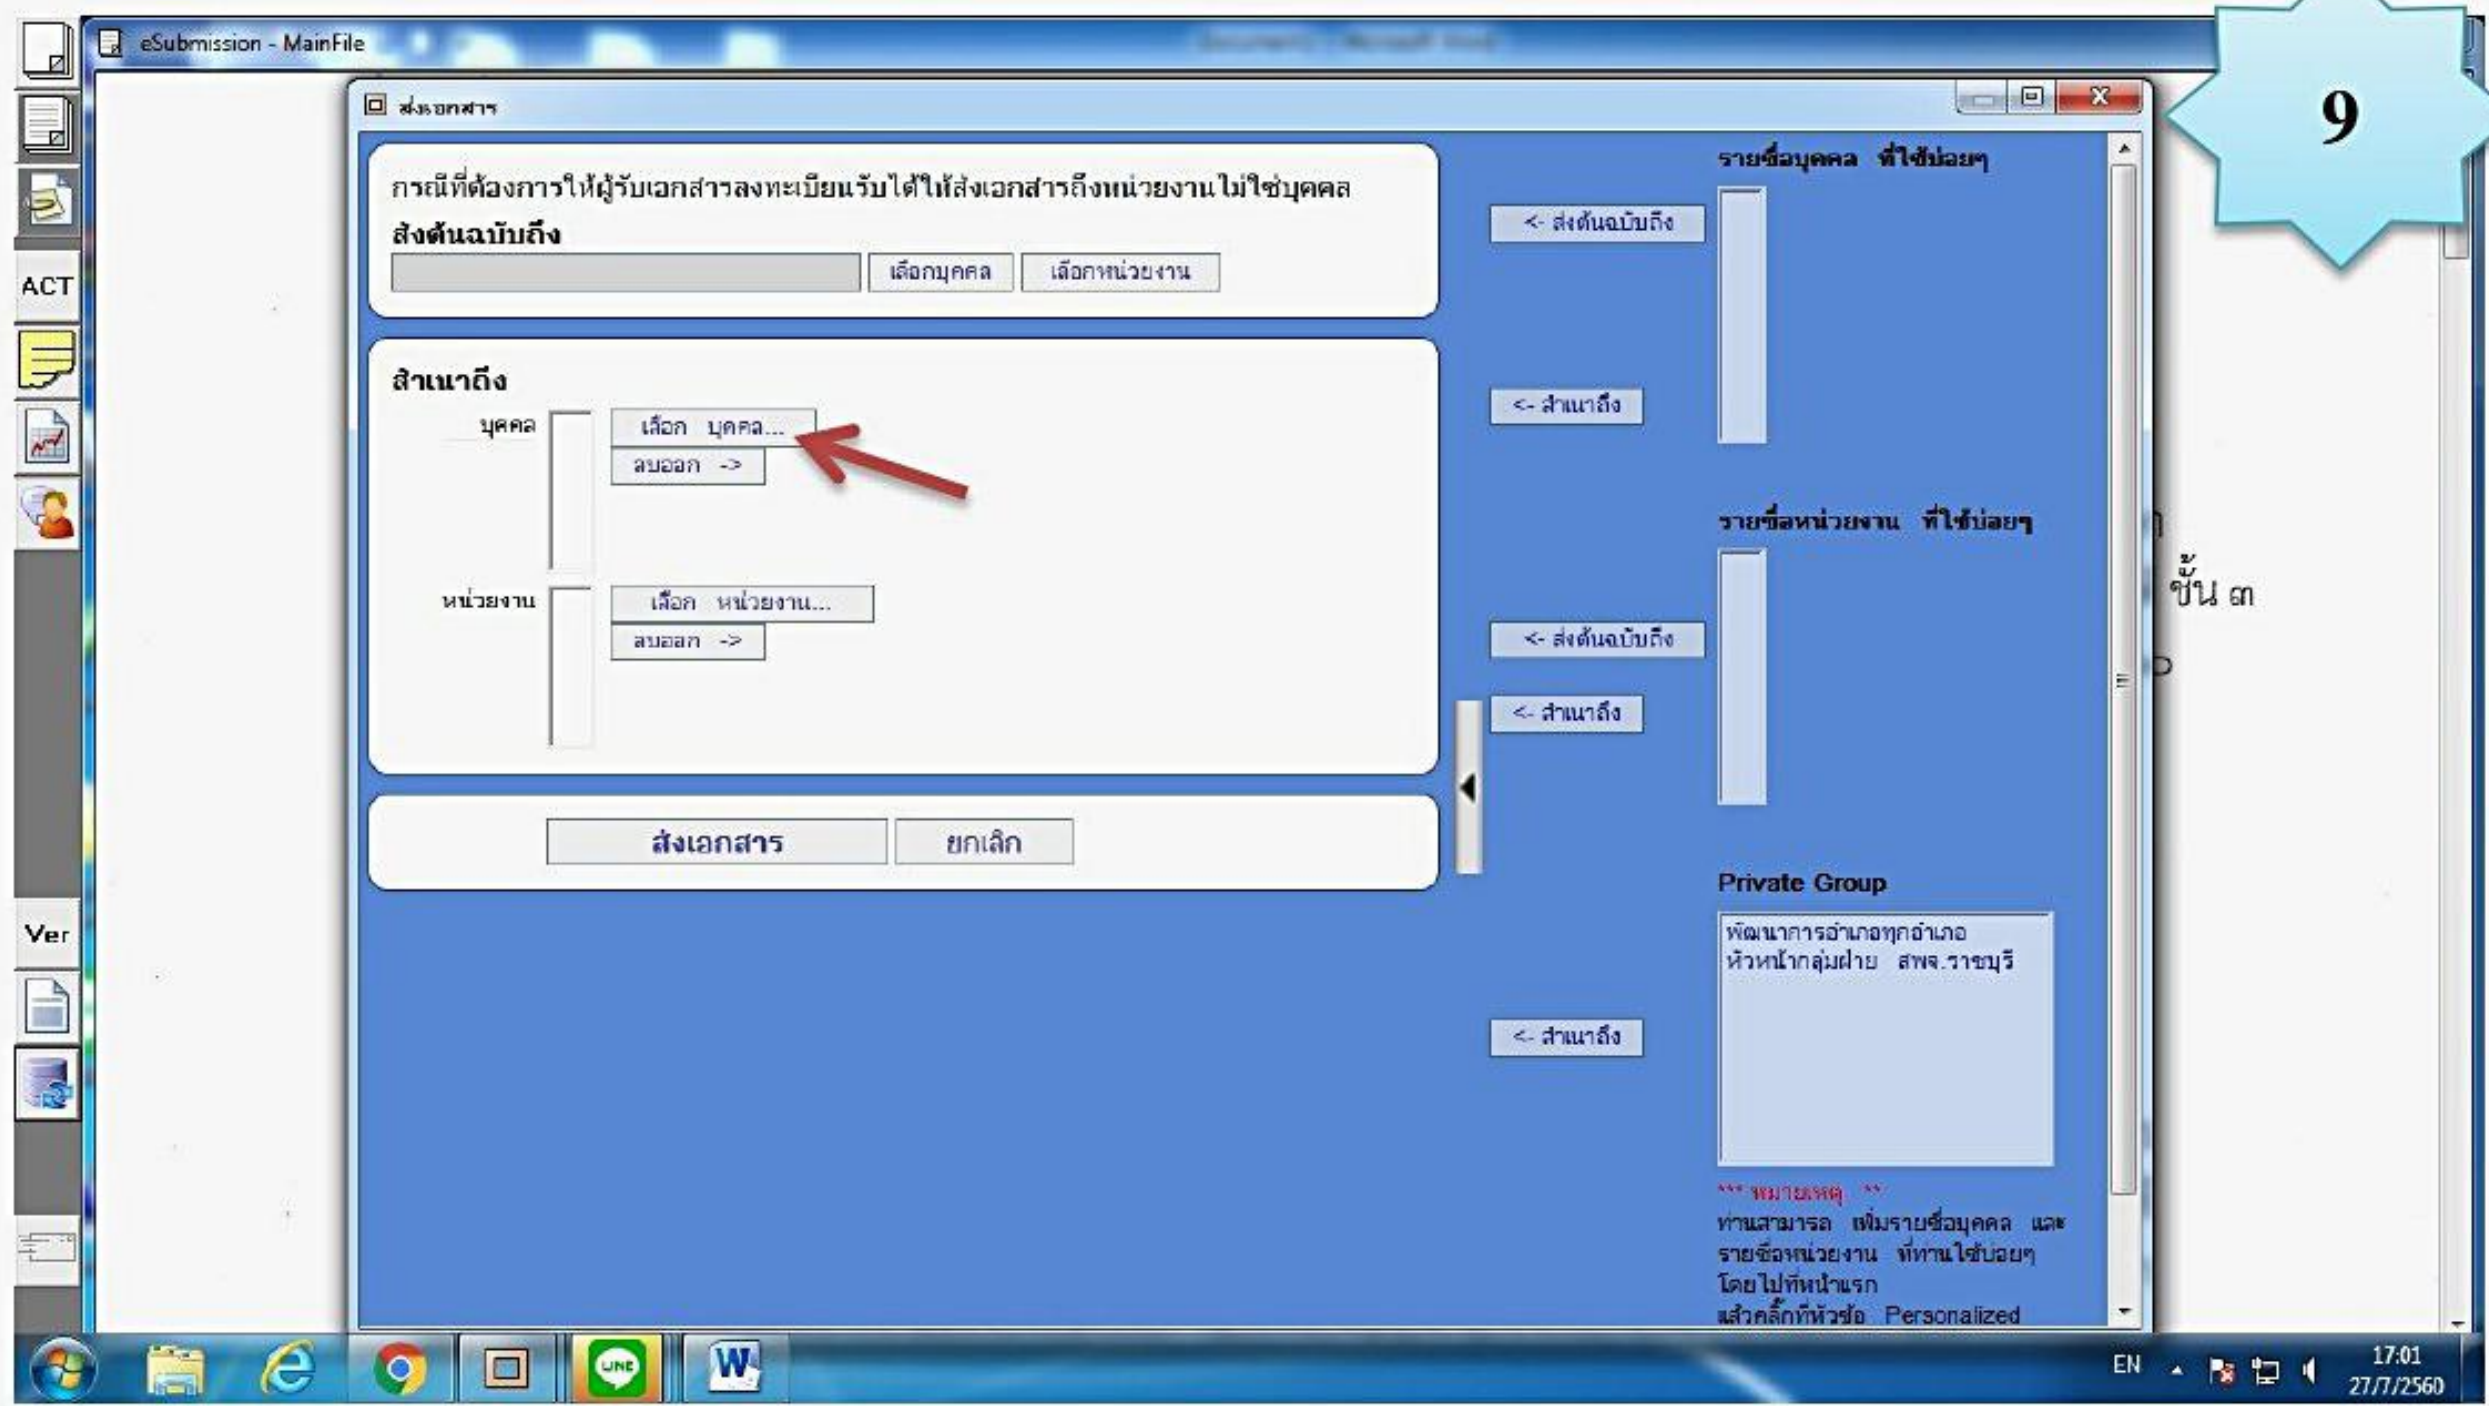 eSubmission - MainFile
9
ส่งเอกสาร
กรณีที่ต้องการให้ผู้รับเอกสารลงทะเบียนรับได้ให้ส่งเอกสารถึงหน่วยงานไม่ใช่บุคคล
ส่งต้นฉบับถึง
เลือกบุคคล
เลือกหน่วยงาน
ACT
สำเนาถึง
บุคคล
เลือก บุคคล...
ลบออก ->
หน่วยงาน
เลือก หน่วยงาน...
ลบออก ->
ส่งเอกสาร
ยกเลิก
รายชื่อบุคคล ที่ใช้บ่อยๆ
<- ส่งต้นฉบับถึง
<- สำเนาถึง
รายชื่อหน่วยงาน ที่ใช้บ่อยๆ
<- ส่งต้นฉบับถึง
<- สำเนาถึง
ชั้น ๓
Private Group
พัฒนาการอำเภอทุกอำเภอ
หัวหน้ากลุ่มฝ่าย สพจ.ราชบุรี
<- สำเนาถึง
*** หมายเหตุ **
ท่านสามารถ เพิ่มรายชื่อบุคคล และ
รายชื่อหน่วยงาน ที่ท่านใช้บ่อยๆ
โดยไปที่หน้าแรก
แล้วคลิ๊กที่หัวข้อ Personalized
Ver
LINE
W
EN
17:01
27/7/2560